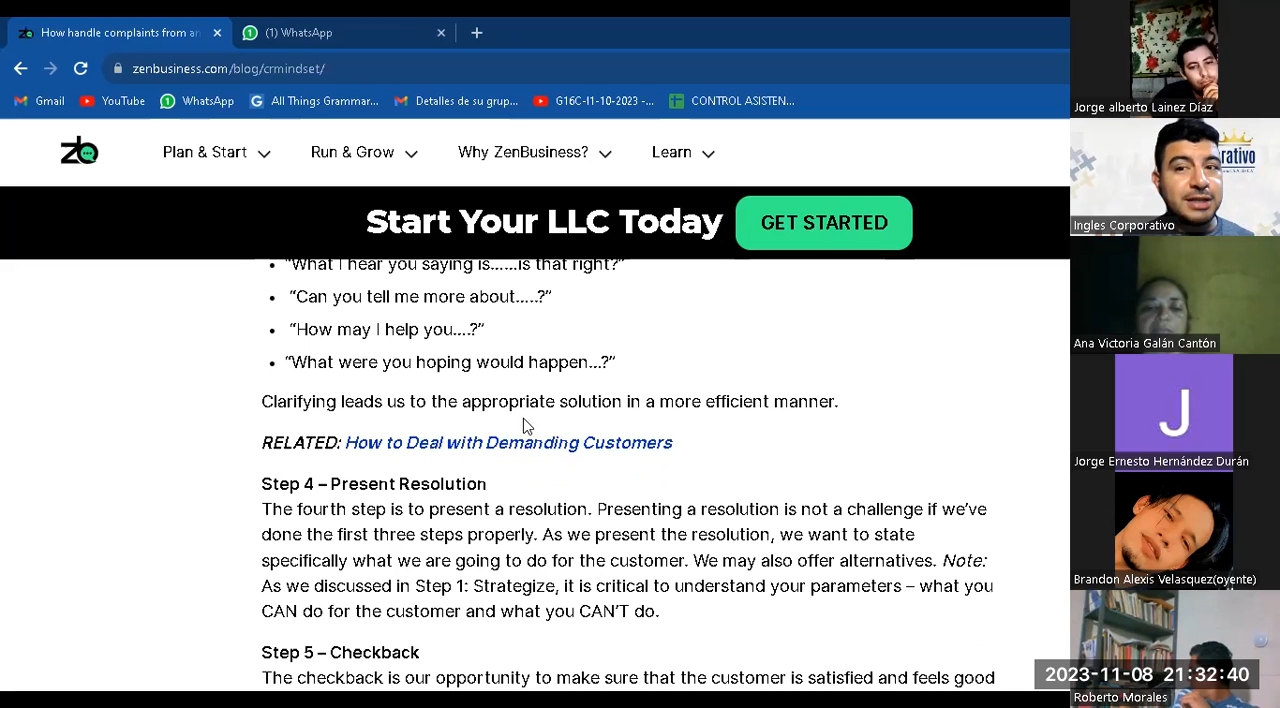 How handle complaints from an
(1) WhatsApp
zenbusiness.com/blog/crmindset/
Gmail
YouTube
WhatsApp
All Things Grammar...
Detalles de su grup...
G16C-I1-10-2023 -...
CONTROL ASISTEN...
zb
Plan & Start
Run & Grow
Why ZenBusiness?
Learn
Start Your LLC Today
GET STARTED
• “What I hear you saying is......is that right?”
• “Can you tell me more about.....?”
• “How may I help you....?”
• “What were you hoping would happen...?”
Clarifying leads us to the appropriate solution in a more efficient manner.
RELATED: How to Deal with Demanding Customers
Step 4 – Present Resolution
The fourth step is to present a resolution. Presenting a resolution is not a challenge if we’ve
done the first three steps properly. As we present the resolution, we want to state
specifically what we are going to do for the customer. We may also offer alternatives. Note:
As we discussed in Step 1: Strategize, it is critical to understand your parameters – what you
CAN do for the customer and what you CAN’T do.
Step 5 – Checkback
The checkback is our opportunity to make sure that the customer is satisfied and feels good
Jorge alberto Lainez Díaz
rativo
Ingles Corporativo
Ana Victoria Galán Cantón
J
Jorge Ernesto Hernández Durán
Brandon Alexis Velasquez(oyente)
2023-11-08 21:32:40
Roberto Morales